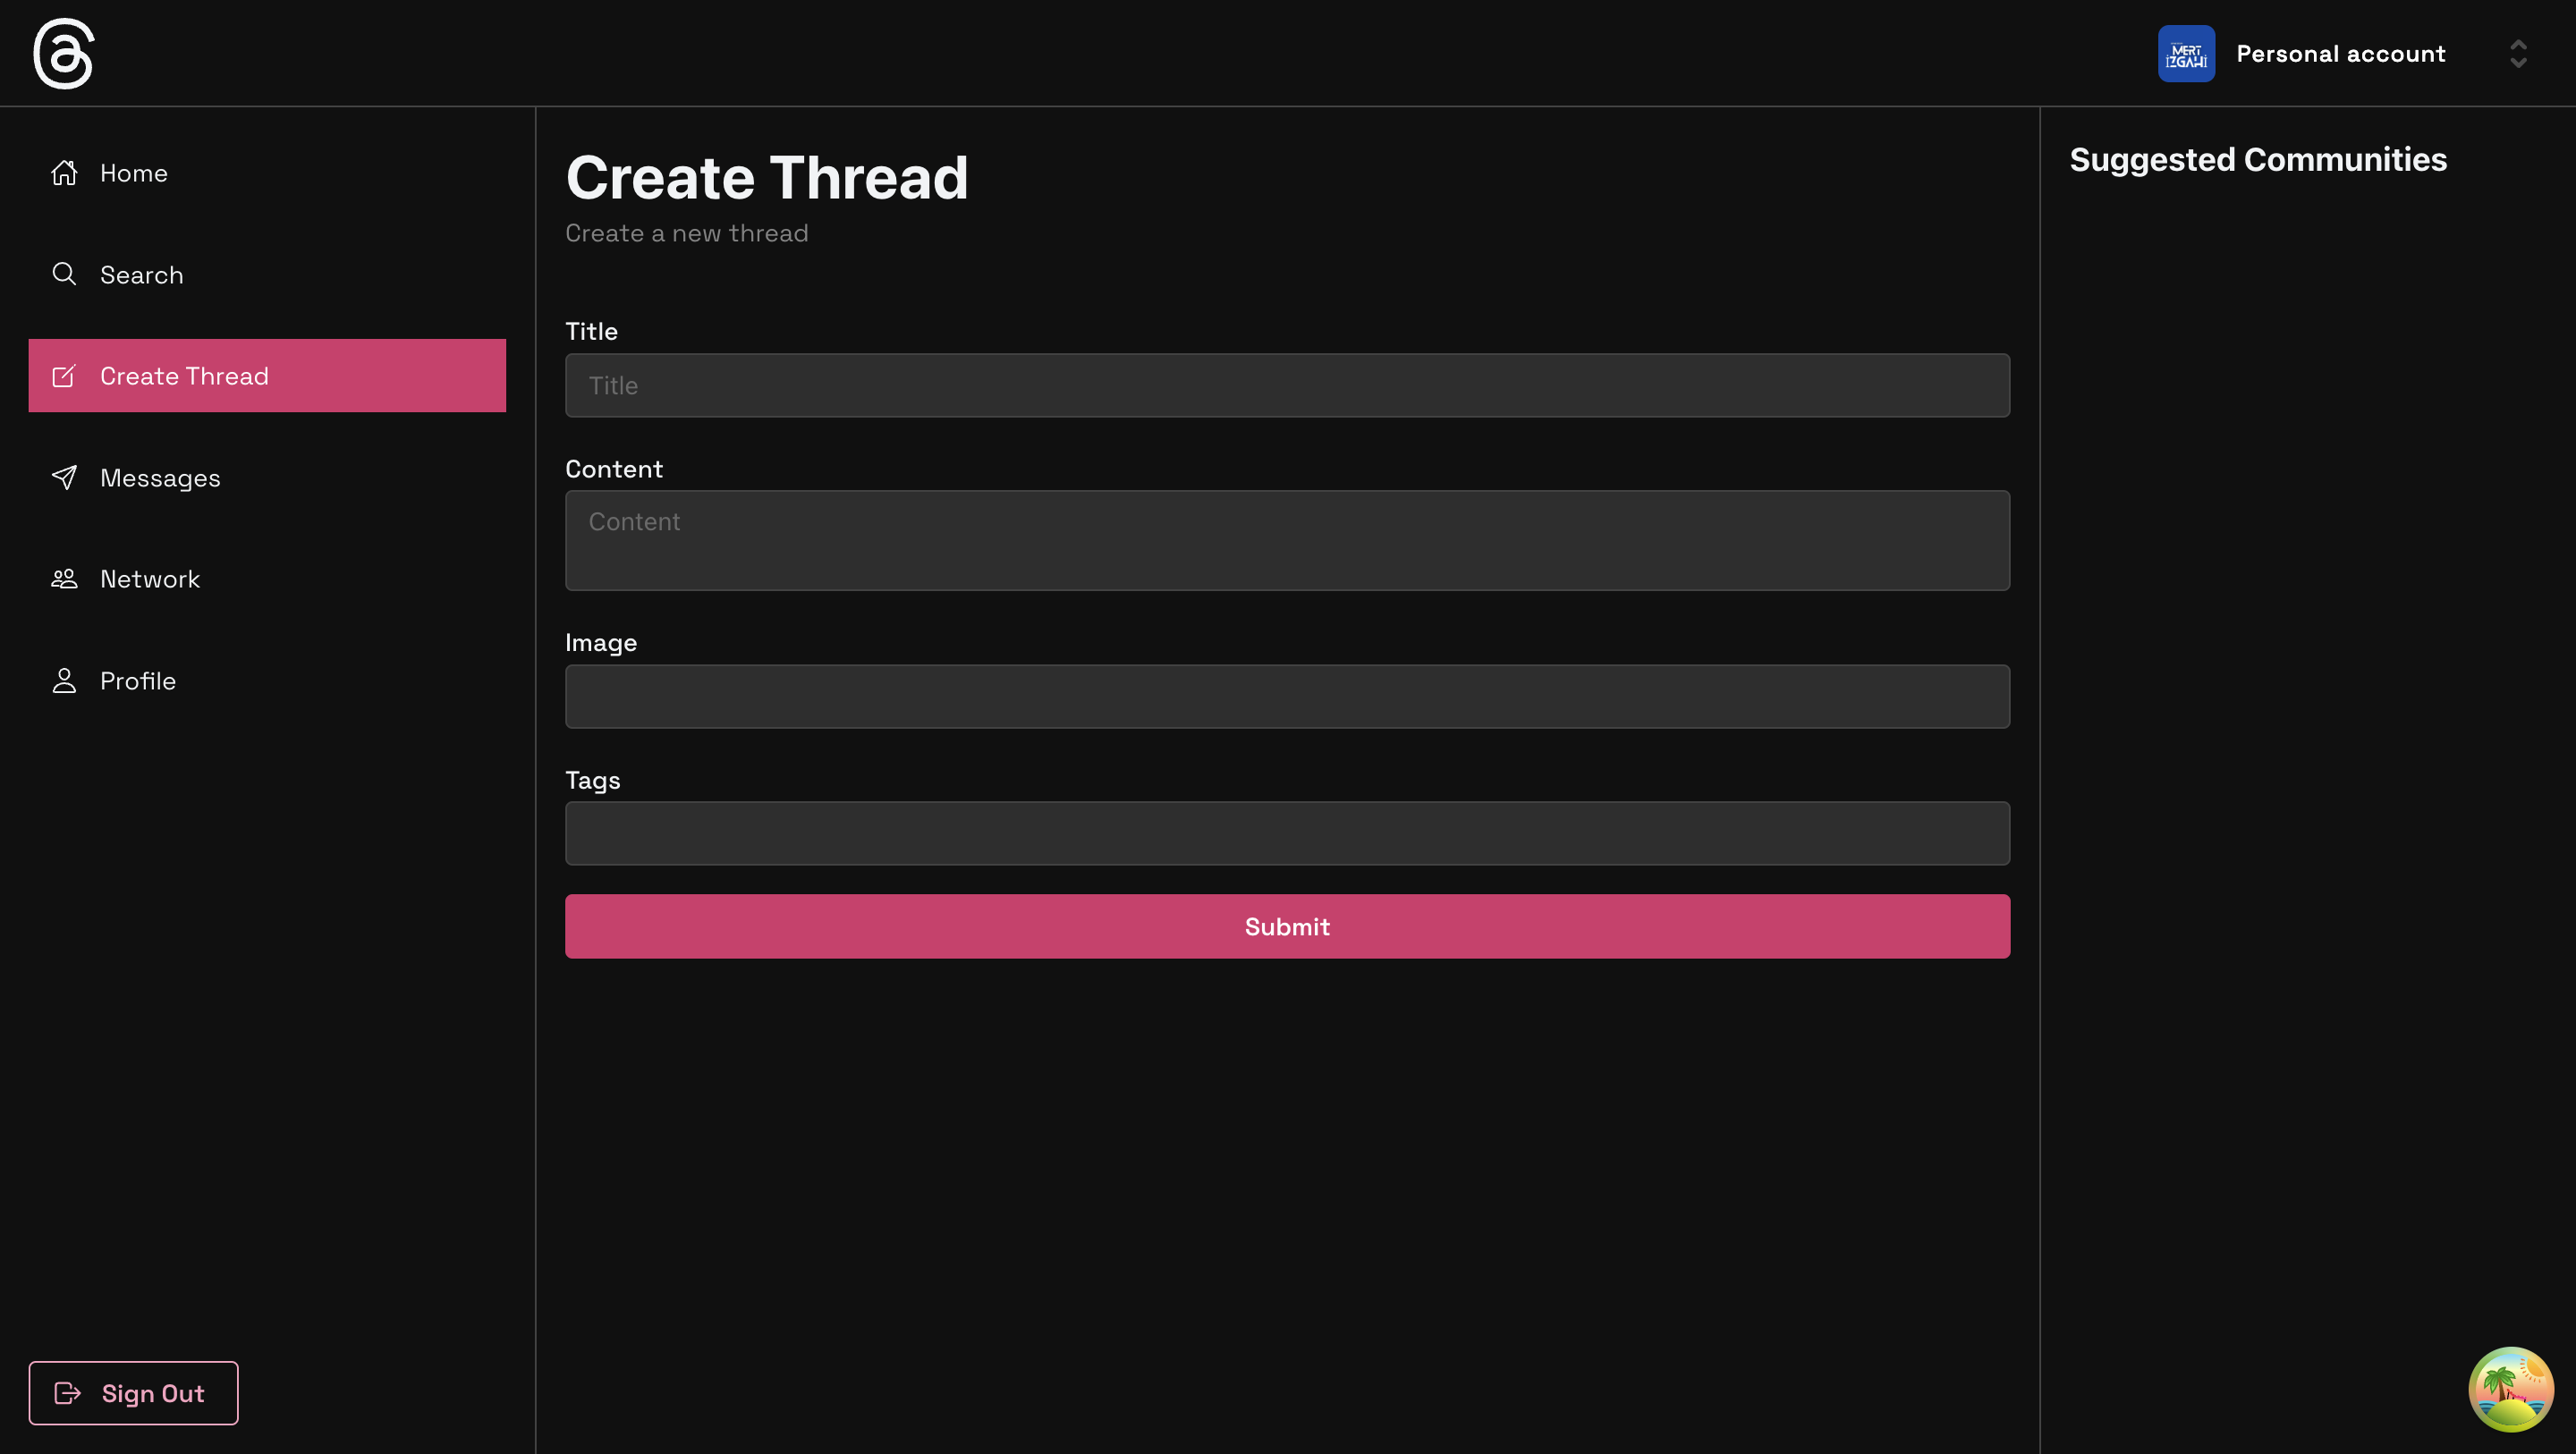 MERT
IZGAHI
Personal account
Home
Search
Create Thread
Messages
Network
Profile
Sign Out
Create Thread
Create a new thread
Title
Title
Content
Content
Image
Tags
Submit
Suggested Communities